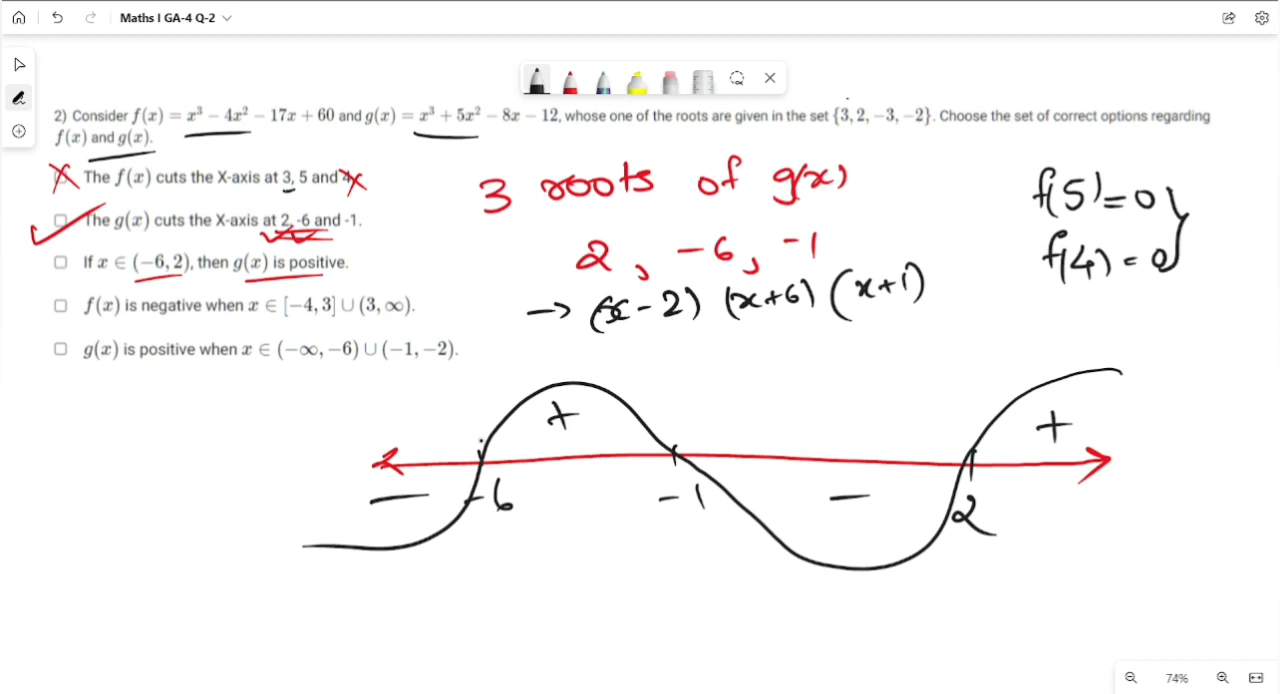 Maths I GA-4 Q-2
2) Consider f(x) = x³ − 4x² − 17x + 60 and g(x) = x³ + 5x² − 8x − 12, whose one of the roots are given in the set {3, 2, −3, −2}. Choose the set of correct options regarding
f(x) and g(x).
The f(x) cuts the X-axis at 3, 5 and
The g(x) cuts the X-axis at 2, -6 and -1.
If x ∈ (−6, 2), then g(x) is positive.
f(x) is negative when x ∈ [−4, 3] ∪ (3, ∞).
g(x) is positive when x ∈ (−∞, −6) ∪ (−1, −2).
3 roots of g(x)
2, -6, -1
→ (x-2) (x+6) (x+1)
f(5)=0
f(4)=0
+
+
− -6 -1 − 2
74%